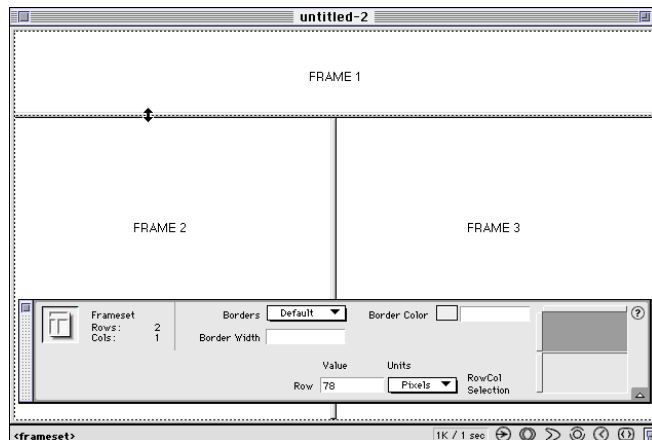 untitled-2
FRAME 1
FRAME 2
FRAME 3
Frameset
Rows: 2
Cols: 1
Borders Default
Border Width
Border Color
Value Units
Row 78 Pixels
RowCol
Selection
?
<frameset>
1K / 1 sec